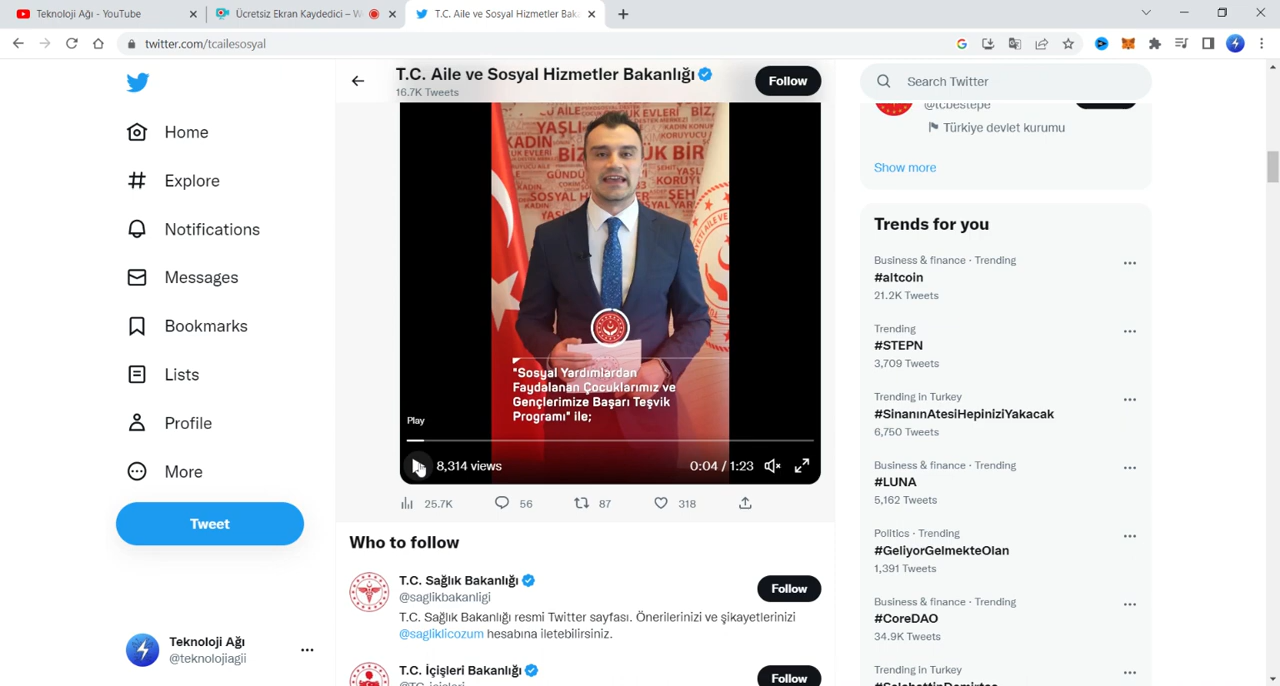 Teknoloji Ağı - YouTube
Ücretsiz Ekran Kaydedici –
T.C. Aile ve Sosyal Hizmetler Bak
twitter.com/tcailesosyal
T.C. Aile ve Sosyal Hizmetler Bakanlığı
16.7K Tweets
Follow
Home
Explore
Notifications
Messages
Bookmarks
Lists
Profile
More
Tweet
Teknoloji Ağı
@teknolojiagii
"Sosyal Yardımlardan
Faydalanan Çocuklarımız ve
Gençlerimize Başarı Teşvik
Programı" ile;
Play
8,314 views
0:04 / 1:23
25.7K
56
87
318
Who to follow
T.C. Sağlık Bakanlığı
@saglikbakanligi
Follow
T.C. Sağlık Bakanlığı resmi Twitter sayfası. Önerilerinizi ve şikayetlerinizi
@sagliklicozum hesabına iletebilirsiniz.
T.C. İçişleri Bakanlığı
Follow
Search Twitter
@tcbestepe
Türkiye devlet kurumu
Show more
Trends for you
Business & finance · Trending
#altcoin
21.2K Tweets
Trending
#STEPN
3,709 Tweets
Trending in Turkey
#SinanınAtesiHepiniziYakacak
6,750 Tweets
Business & finance · Trending
#LUNA
5,162 Tweets
Politics · Trending
#GeliyorGelmekteOlan
1,391 Tweets
Business & finance · Trending
#CoreDAO
34.9K Tweets
Trending in Turkey